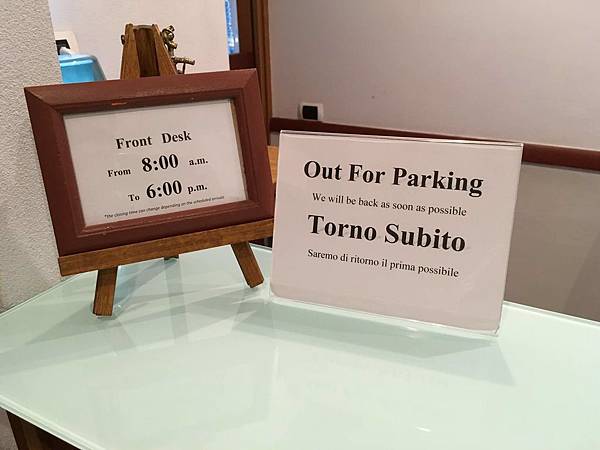 Front Desk
From 8:00 a.m.
To 6:00 p.m.
*the closing time can change depending on the scheduled arrivals
Out For Parking
We will be back as soon as possible
Torno Subito
Saremo di ritorno il prima possibile